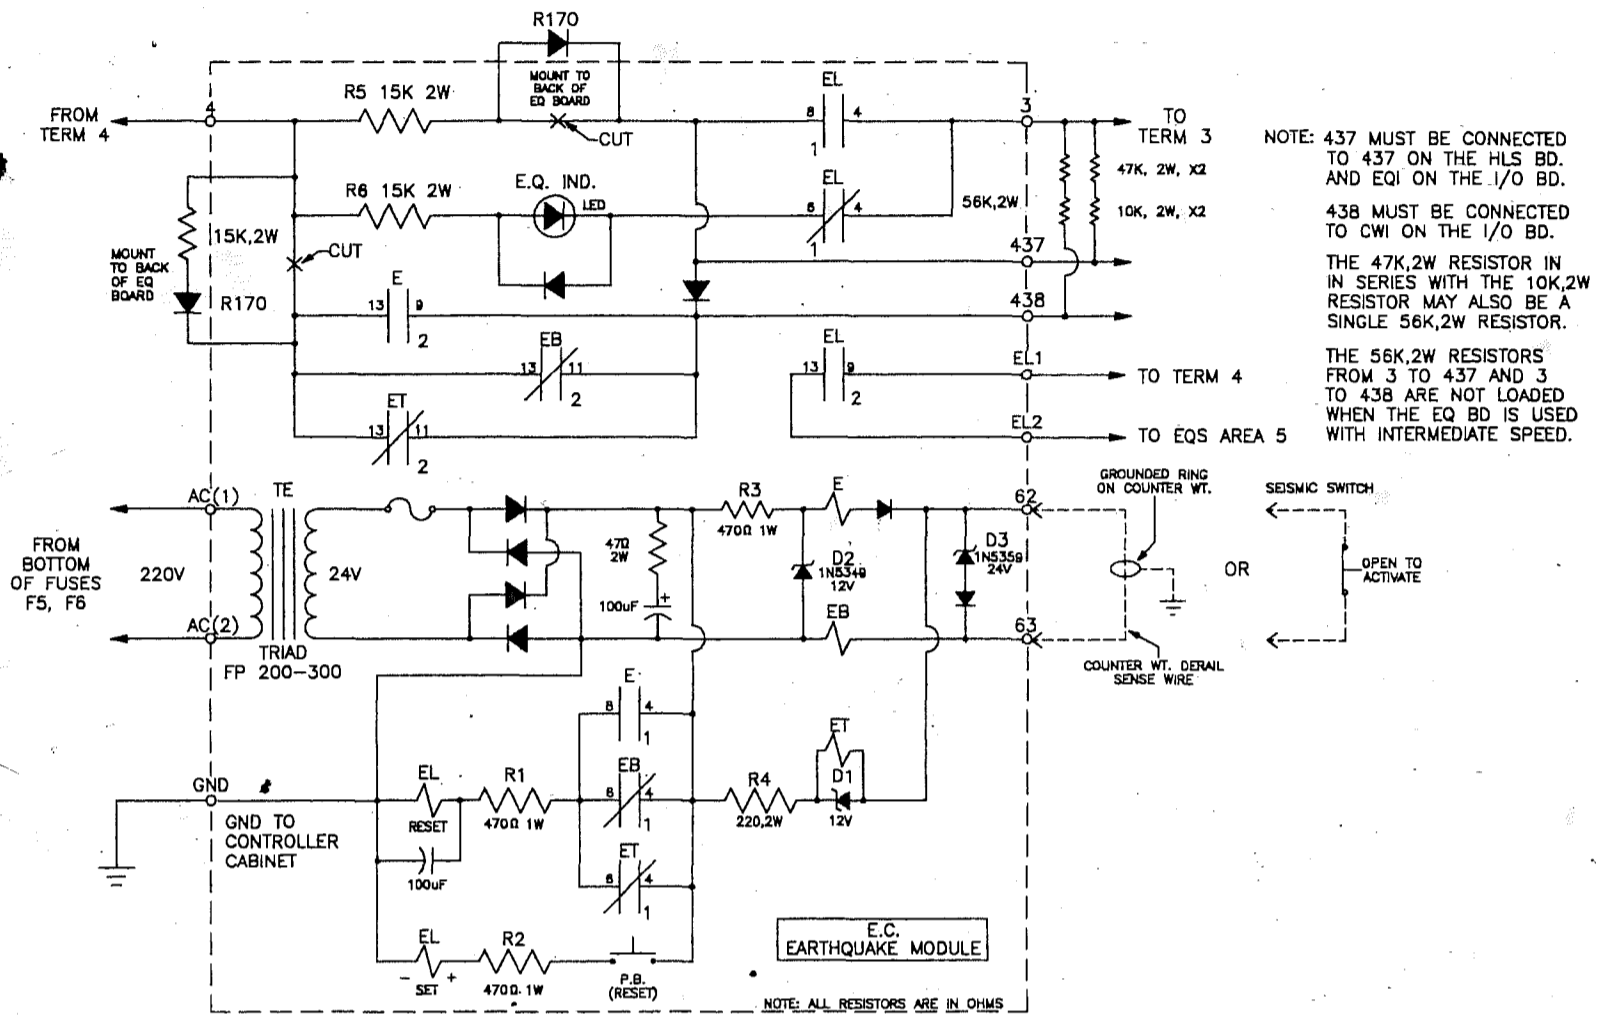 R170
MOUNT TO
BACK OF
EQ BOARD
CUT
FROM
TERM 4
4
R5 15K 2W
EL
8 4
1
3
TO
TERM 3
47K, 2W, X2
10K, 2W, X2
R6 15K 2W
E.Q. IND.
LED
EL
6 4
1
56K,2W
15K,2W
MOUNT
TO BACK
OF EQ
BOARD
CUT
R170
437
438
E
13 9
2
EB
13 11
2
ET
13 11
2
EL
13 9
2
EL1
TO TERM 4
EL2
TO EQS AREA 5
NOTE: 437 MUST BE CONNECTED
TO 437 ON THE HLS BD.
AND EQI ON THE I/O BD.
438 MUST BE CONNECTED
TO CWI ON THE I/O BD.
THE 47K,2W RESISTOR IN
IN SERIES WITH THE 10K,2W
RESISTOR MAY ALSO BE A
SINGLE 56K,2W RESISTOR.
THE 56K,2W RESISTORS
FROM 3 TO 437 AND 3
TO 438 ARE NOT LOADED
WHEN THE EQ BD IS USED
WITH INTERMEDIATE SPEED.
AC(1)
TE
FROM
BOTTOM
OF FUSES
F5, F6
220V
24V
AC(2)
TRIAD
FP 200-300
47Ω
2W
100uF
+
R3
470Ω 1W
E
D2
1N5349
12V
EB
D3
1N5359
24V
62
63
GROUNDED RING
ON COUNTER WT.
COUNTER WT. DERAIL
SENSE WIRE
OR
SEISMIC SWITCH
OPEN TO
ACTIVATE
GND
GND TO
CONTROLLER
CABINET
EL
RESET
100uF
R1
470Ω 1W
E
8 4
1
EB
8 4
1
ET
6 4
1
R4
220,2W
ET
D1
12V
EL
- +
SET
R2
470Ω 1W
P.B.
(RESET)
E.C.
EARTHQUAKE MODULE
NOTE: ALL RESISTORS ARE IN OHMS